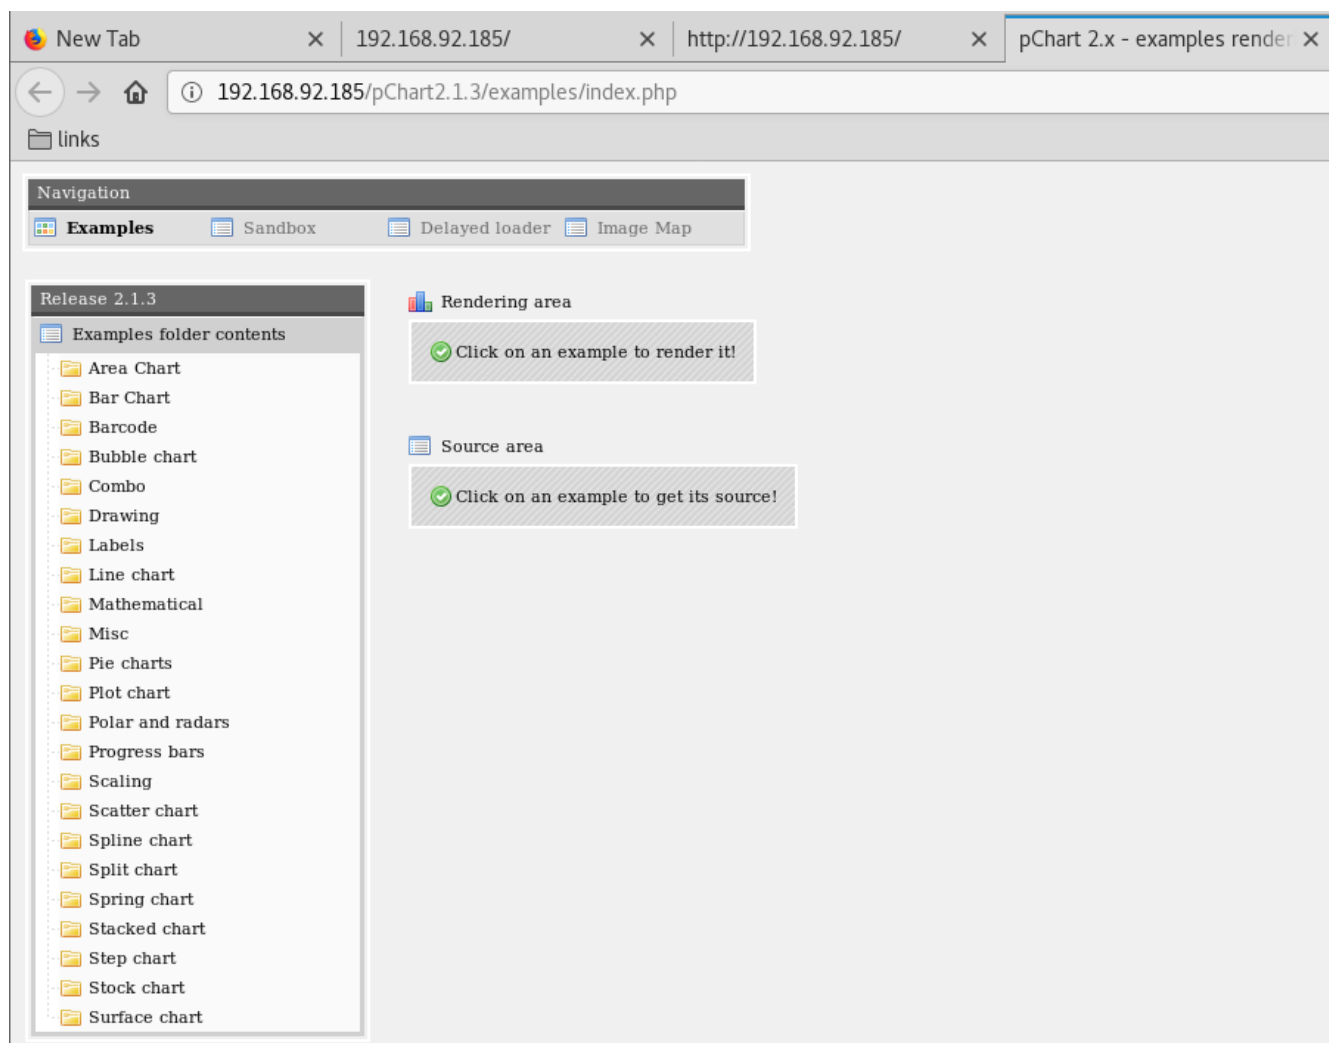 New Tab
192.168.92.185/
http://192.168.92.185/
pChart 2.x - examples render
192.168.92.185/pChart2.1.3/examples/index.php
links
Navigation
Examples Sandbox Delayed loader Image Map
Release 2.1.3
Examples folder contents
Area Chart
Bar Chart
Barcode
Bubble chart
Combo
Drawing
Labels
Line chart
Mathematical
Misc
Pie charts
Plot chart
Polar and radars
Progress bars
Scaling
Scatter chart
Spline chart
Split chart
Spring chart
Stacked chart
Step chart
Stock chart
Surface chart
Rendering area
Click on an example to render it!
Source area
Click on an example to get its source!